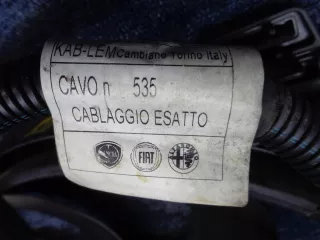 KAB-LEM Cambiano Torino Italy
CAVO n 535
CABLAGGIO ESATTO
FIAT